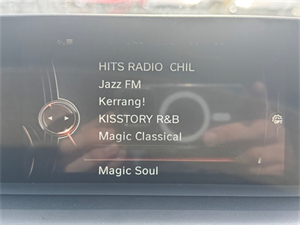 HITS RADIO CHIL
Jazz FM
Kerrang!
KISSTORY R&B
Magic Classical
Magic Soul